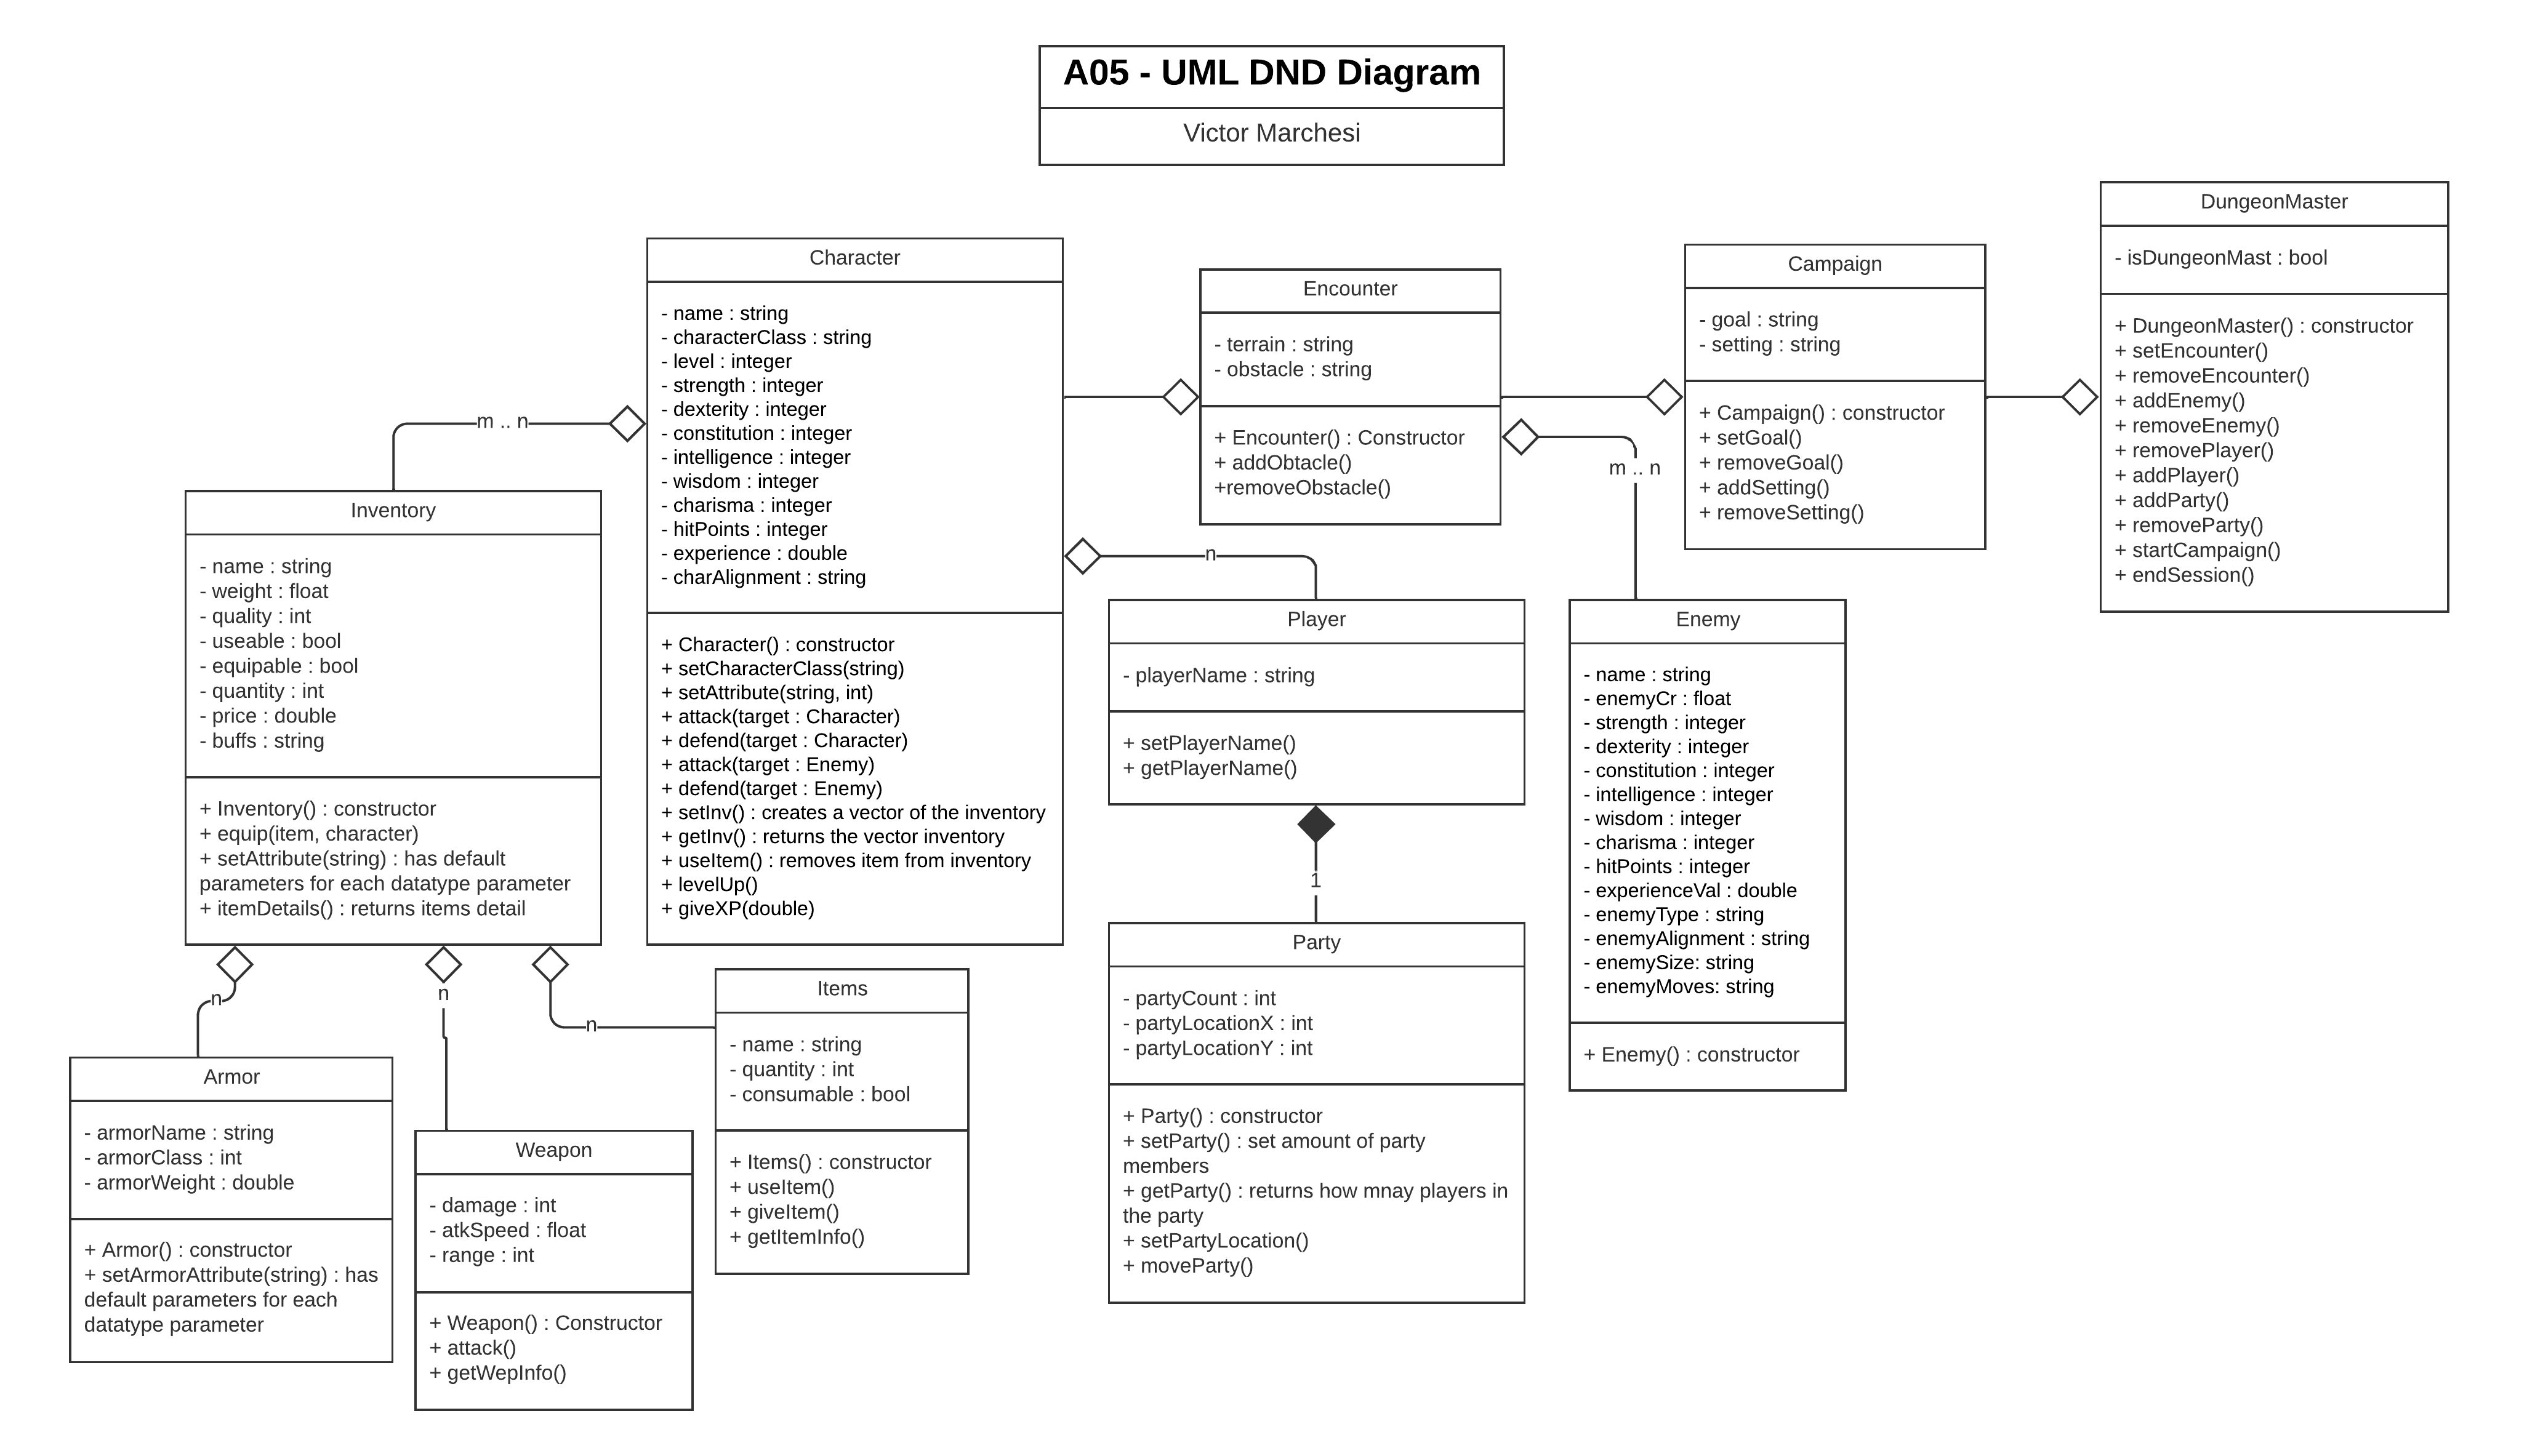 A05 - UML DND Diagram
Victor Marchesi
DungeonMaster
- isDungeonMast : bool
+ DungeonMaster() : constructor
+ setEncounter()
+ removeEncounter()
+ addEnemy()
+ removeEnemy()
+ removePlayer()
+ addPlayer()
+ addParty()
+ removeParty()
+ startCampaign()
+ endSession()
Character
- name : string
- characterClass : string
- level : integer
- strength : integer
- dexterity : integer
- constitution : integer
- intelligence : integer
- wisdom : integer
- charisma : integer
- hitPoints : integer
- experience : double
- charAlignment : string
+ Character() : constructor
+ setCharacterClass(string)
+ setAttribute(string, int)
+ attack(target : Character)
+ defend(target : Character)
+ attack(target : Enemy)
+ defend(target : Enemy)
+ setInv() : creates a vector of the inventory
+ getInv() : returns the vector inventory
+ useItem() : removes item from inventory
+ levelUp()
+ giveXP(double)
Encounter
- terrain : string
- obstacle : string
+ Encounter() : Constructor
+ addObtacle()
+removeObstacle()
Campaign
- goal : string
- setting : string
+ Campaign() : constructor
+ setGoal()
+ removeGoal()
+ addSetting()
+ removeSetting()
m .. n
m .. n
n
Inventory
- name : string
- weight : float
- quality : int
- useable : bool
- equipable : bool
- quantity : int
- price : double
- buffs : string
+ Inventory() : constructor
+ equip(item, character)
+ setAttribute(string) : has default
parameters for each datatype parameter
+ itemDetails() : returns items detail
Player
- playerName : string
+ setPlayerName()
+ getPlayerName()
1
Enemy
- name : string
- enemyCr : float
- strength : integer
- dexterity : integer
- constitution : integer
- intelligence : integer
- wisdom : integer
- charisma : integer
- hitPoints : integer
- experienceVal : double
- enemyType : string
- enemyAlignment : string
- enemySize: string
- enemyMoves: string
+ Enemy() : constructor
Party
- partyCount : int
- partyLocationX : int
- partyLocationY : int
+ Party() : constructor
+ setParty() : set amount of party
members
+ getParty() : returns how mnay players in
the party
+ setPartyLocation()
+ moveParty()
n
n
n
Items
- name : string
- quantity : int
- consumable : bool
+ Items() : constructor
+ useItem()
+ giveItem()
+ getItemInfo()
Armor
- armorName : string
- armorClass : int
- armorWeight : double
+ Armor() : constructor
+ setArmorAttribute(string) : has
default parameters for each
datatype parameter
Weapon
- damage : int
- atkSpeed : float
- range : int
+ Weapon() : Constructor
+ attack()
+ getWepInfo()